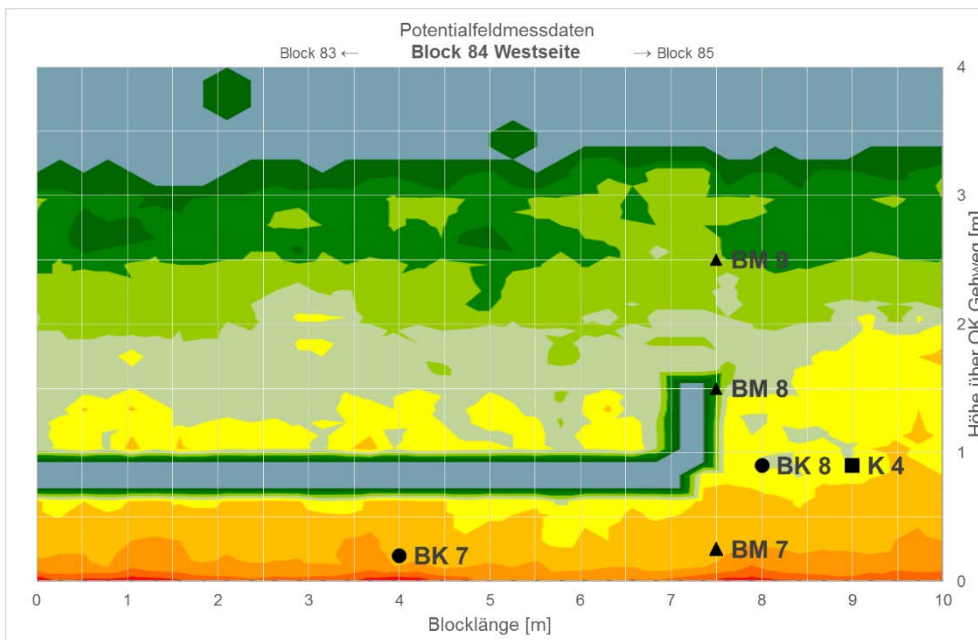 Potentialfeldmessdaten
Block 83 ← Block 84 Westseite → Block 85
4
3
BM 9
2
BM 8
Höhe über OK Gehweg [m]
1
BK 8 K 4
BK 7 BM 7
0
0 1 2 3 4 5 6 7 8 9 10
Blocklänge [m]